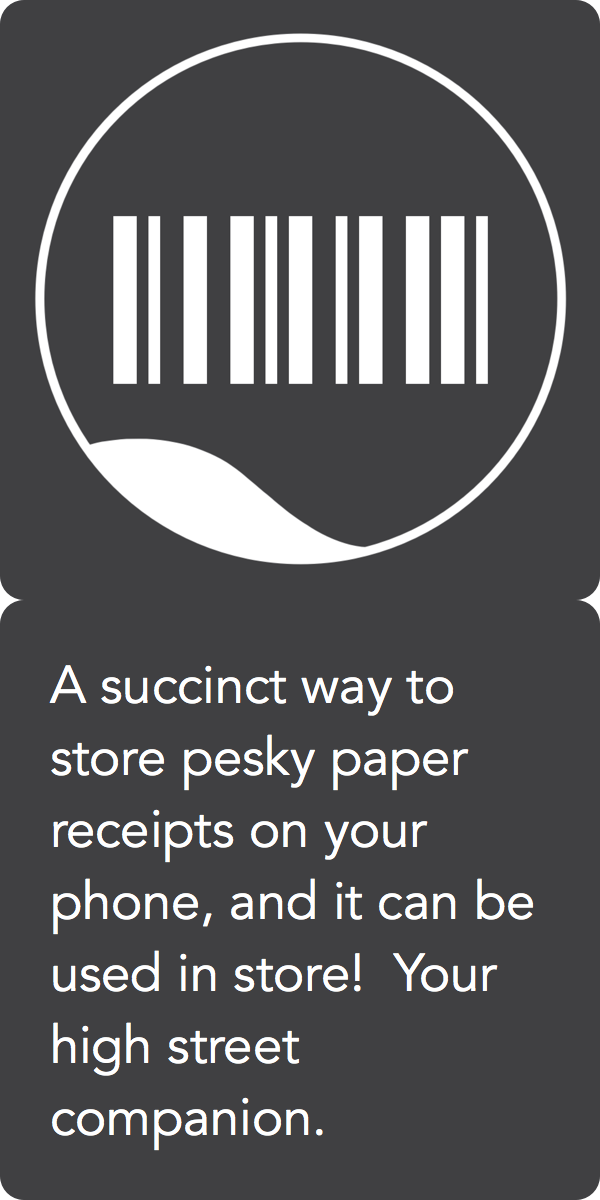 A succinct way to
store pesky paper
receipts on your
phone, and it can be
used in store!  Your
high street
companion.